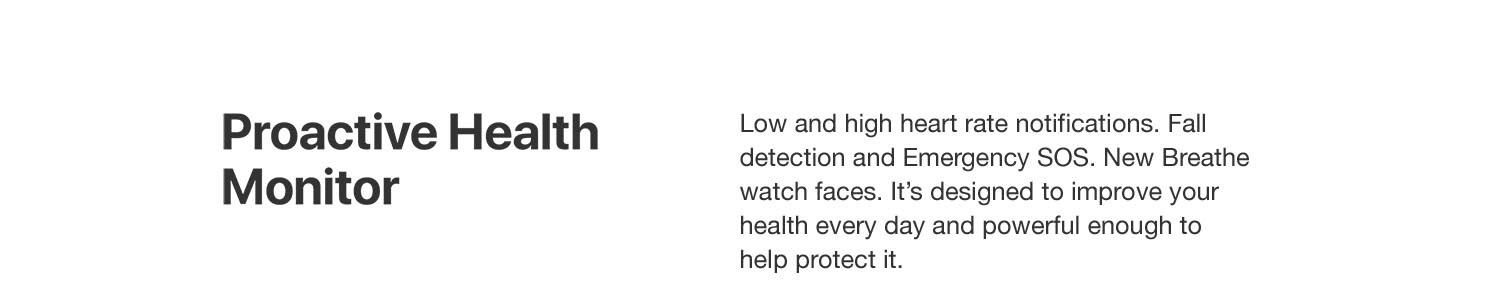 Proactive Health
Monitor
Low and high heart rate notifications. Fall
detection and Emergency SOS. New Breathe
watch faces. It’s designed to improve your
health every day and powerful enough to
help protect it.